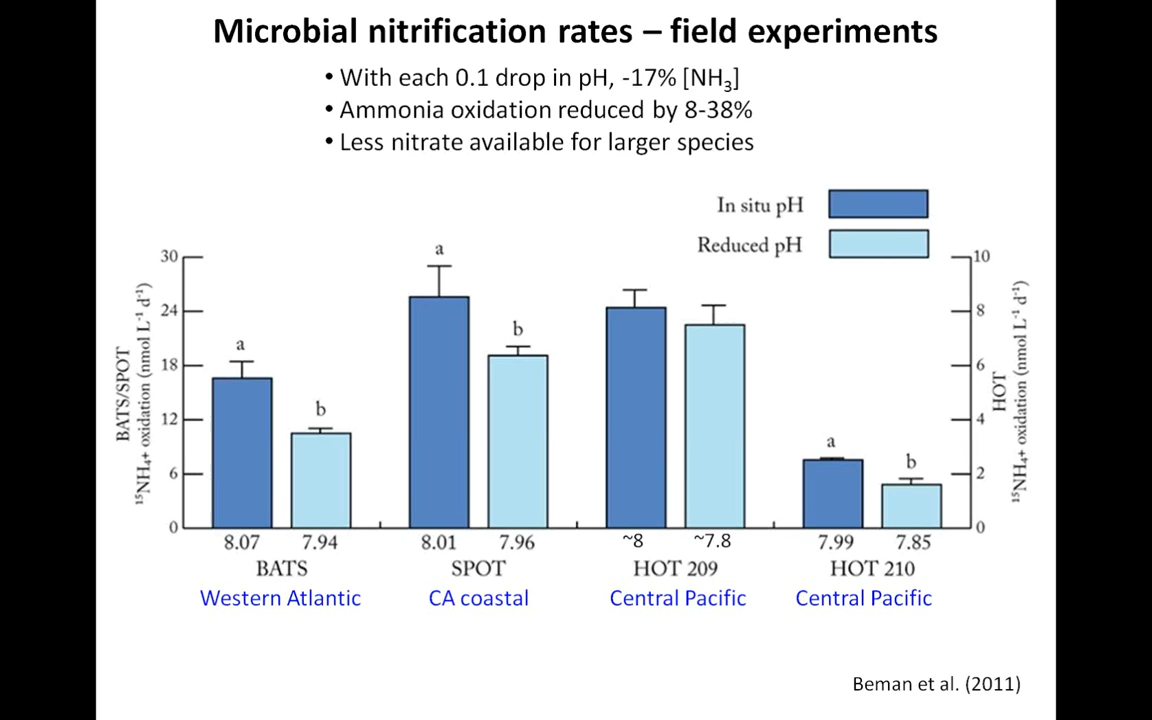 Microbial nitrification rates – field experiments
• With each 0.1 drop in pH, -17% [NH₃]
• Ammonia oxidation reduced by 8-38%
• Less nitrate available for larger species
In situ pH
Reduced pH
BATS/SPOT
¹⁵NH₄+ oxidation (nmol L⁻¹ d⁻¹)
30
24
18
12
6
0
a
b
a
b
a
b
10
8
6
4
2
0
HOT
¹⁵NH₄+ oxidation (nmol L⁻¹ d⁻¹)
8.07 7.94 8.01 7.96 ~8 ~7.8 7.99 7.85
BATS SPOT HOT 209 HOT 210
Western Atlantic CA coastal Central Pacific Central Pacific
Beman et al. (2011)